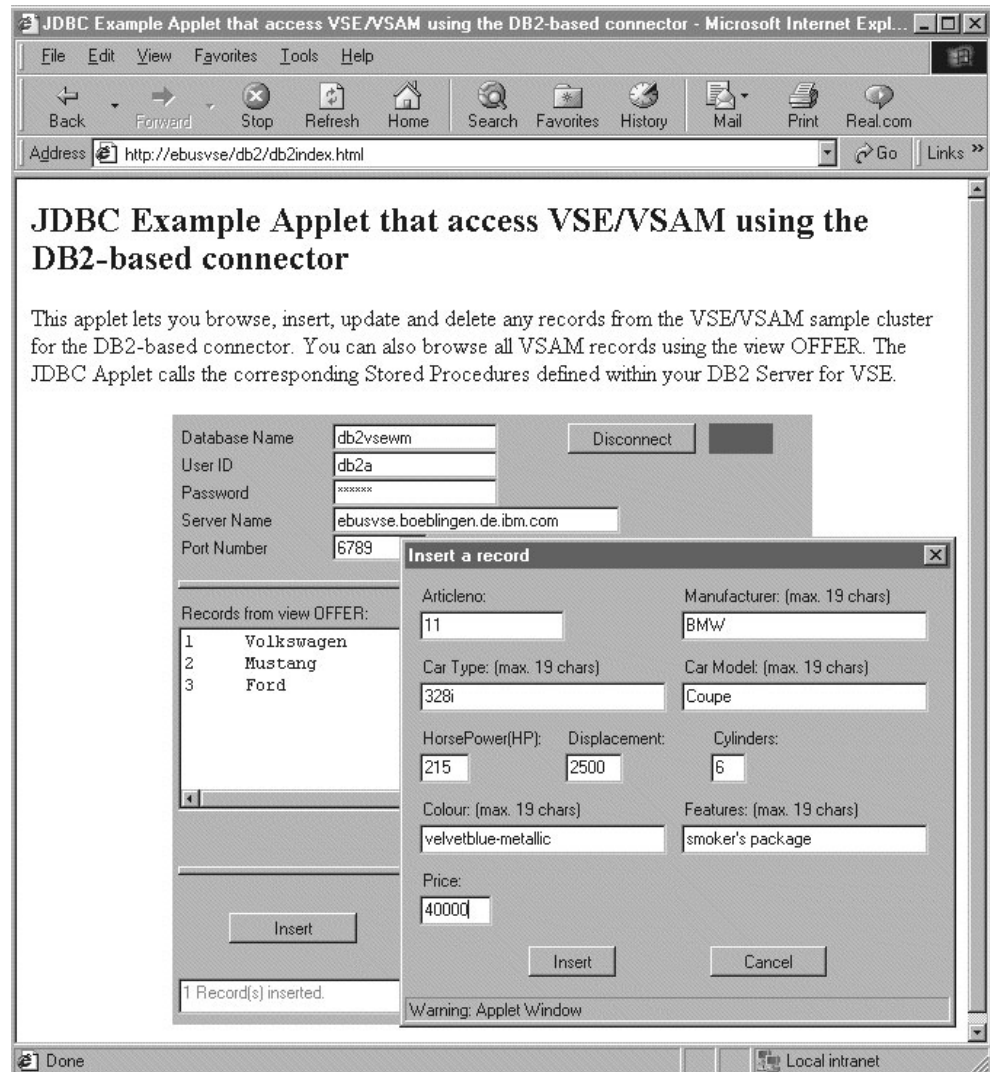 JDBC Example Applet that access VSE/VSAM using the DB2-based connector - Microsoft Internet Expl...
File Edit View Favorites Tools Help
Back Forward Stop Refresh Home Search Favorites History Mail Print Real.com
Address http://ebusvse/db2/db2index.html Go Links »
JDBC Example Applet that access VSE/VSAM using the
DB2-based connector
This applet lets you browse, insert, update and delete any records from the VSE/VSAM sample cluster
for the DB2-based connector. You can also browse all VSAM records using the view OFFER. The
JDBC Applet calls the corresponding Stored Procedures defined within your DB2 Server for VSE.
Database Name db2vsewm Disconnect
User ID db2a
Password ******
Server Name ebusvse.boeblingen.de.ibm.com
Port Number 6789
Records from view OFFER:
1 Volkswagen
2 Mustang
3 Ford
Insert
1 Record(s) inserted.
Insert a record
Articleno: Manufacturer: (max. 19 chars)
11 BMW
Car Type: (max. 19 chars) Car Model: (max. 19 chars)
328i Coupe
HorsePower(HP): Displacement: Cylinders:
215 2500 6
Colour: (max. 19 chars) Features: (max. 19 chars)
velvetblue-metallic smoker's package
Price:
40000
Insert Cancel
Warning: Applet Window
Done Local intranet